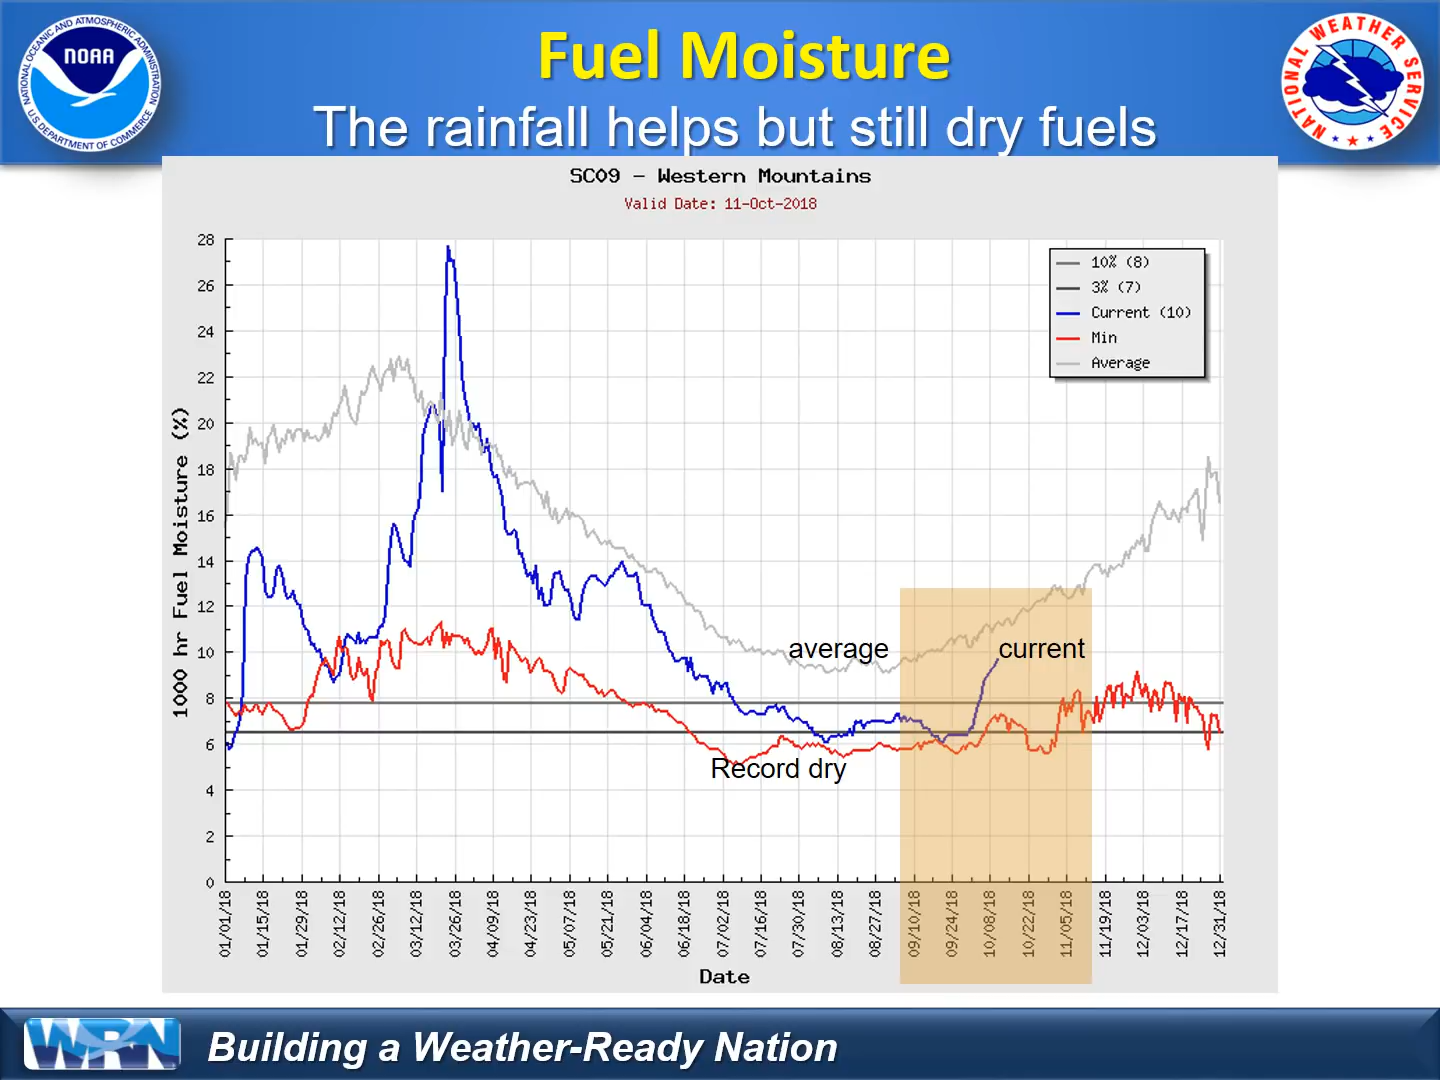 Fuel Moisture
The rainfall helps but still dry fuels
NATIONAL OCEANIC AND ATMOSPHERIC ADMINISTRATION
NOAA
U.S. DEPARTMENT OF COMMERCE
NATIONAL WEATHER SERVICE
SC09 - Western Mountains
Valid Date: 11-Oct-2018
10% (8)
3% (7)
Current (10)
Min
Average
1000 hr Fuel Moisture (%)
28
26
24
22
20
18
16
14
12
10
8
6
4
2
0
average
current
Record dry
01/01/18
01/15/18
01/29/18
02/12/18
02/26/18
03/12/18
03/26/18
04/09/18
04/23/18
05/07/18
05/21/18
06/04/18
06/18/18
07/02/18
07/16/18
07/30/18
08/13/18
08/27/18
09/10/18
09/24/18
10/08/18
10/22/18
11/05/18
11/19/18
12/03/18
12/17/18
12/31/18
Date
WRN
Building a Weather-Ready Nation